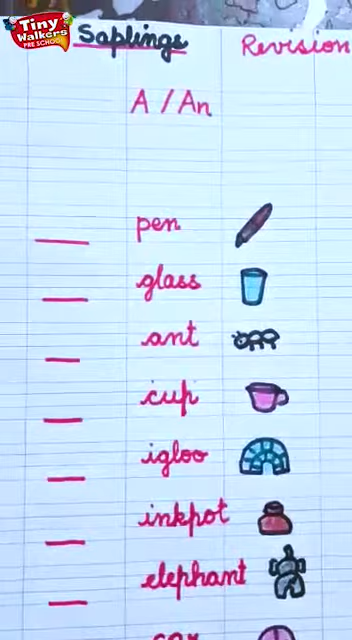 Tiny
Walkers
PRE SCHOOL
Saplings Revision
A / An
pen
glass
ant
cup
igloo
inkpot
elephant